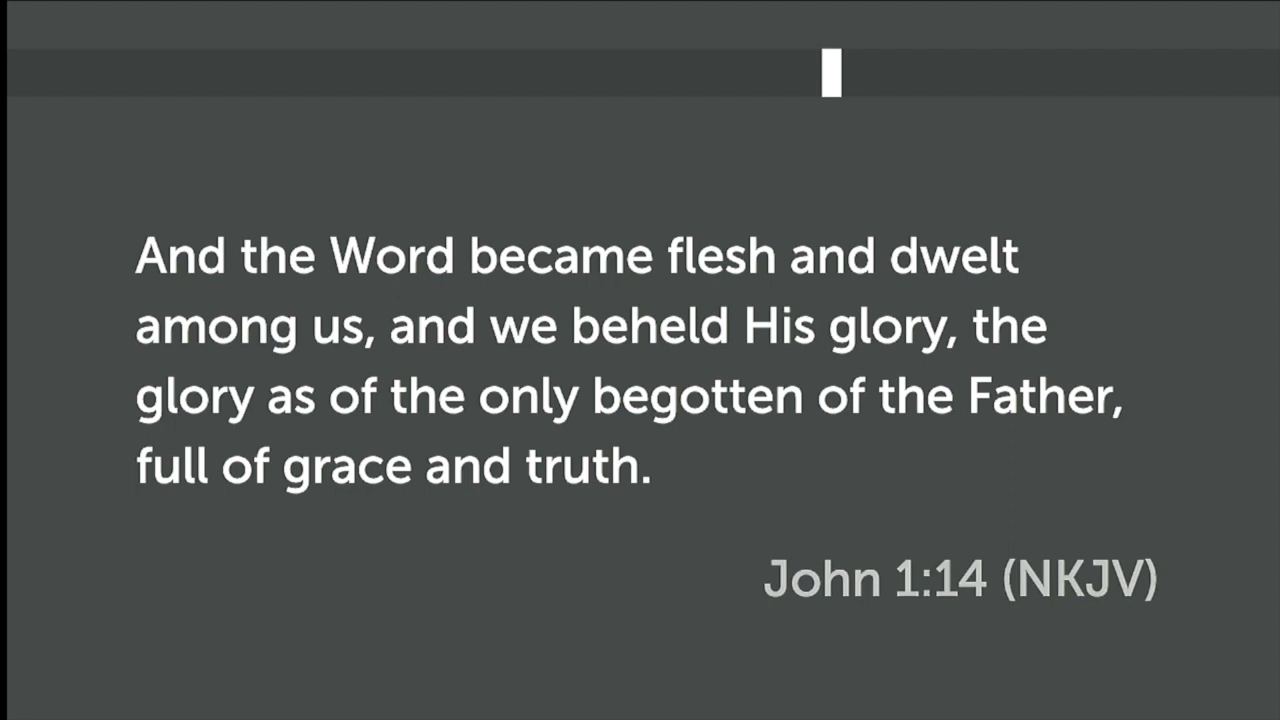 And the Word became flesh and dwelt
among us, and we beheld His glory, the
glory as of the only begotten of the Father,
full of grace and truth.
John 1:14 (NKJV)